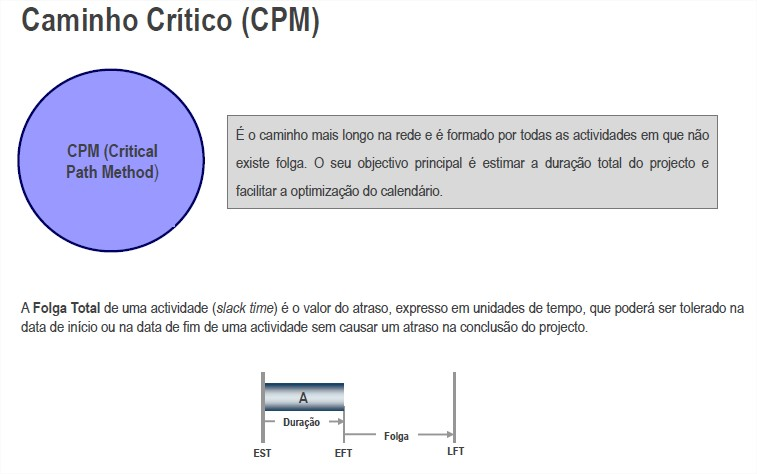 Caminho Crítico (CPM)
CPM (Critical
Path Method)
É o caminho mais longo na rede e é formado por todas as actividades em que não
existe folga. O seu objectivo principal é estimar a duração total do projecto e
facilitar a optimização do calendário.
A Folga Total de uma actividade (slack time) é o valor do atraso, expresso em unidades de tempo, que poderá ser tolerado na
data de início ou na data de fim de uma actividade sem causar um atraso na conclusão do projecto.
A
Duração
Folga
EST
EFT
LFT